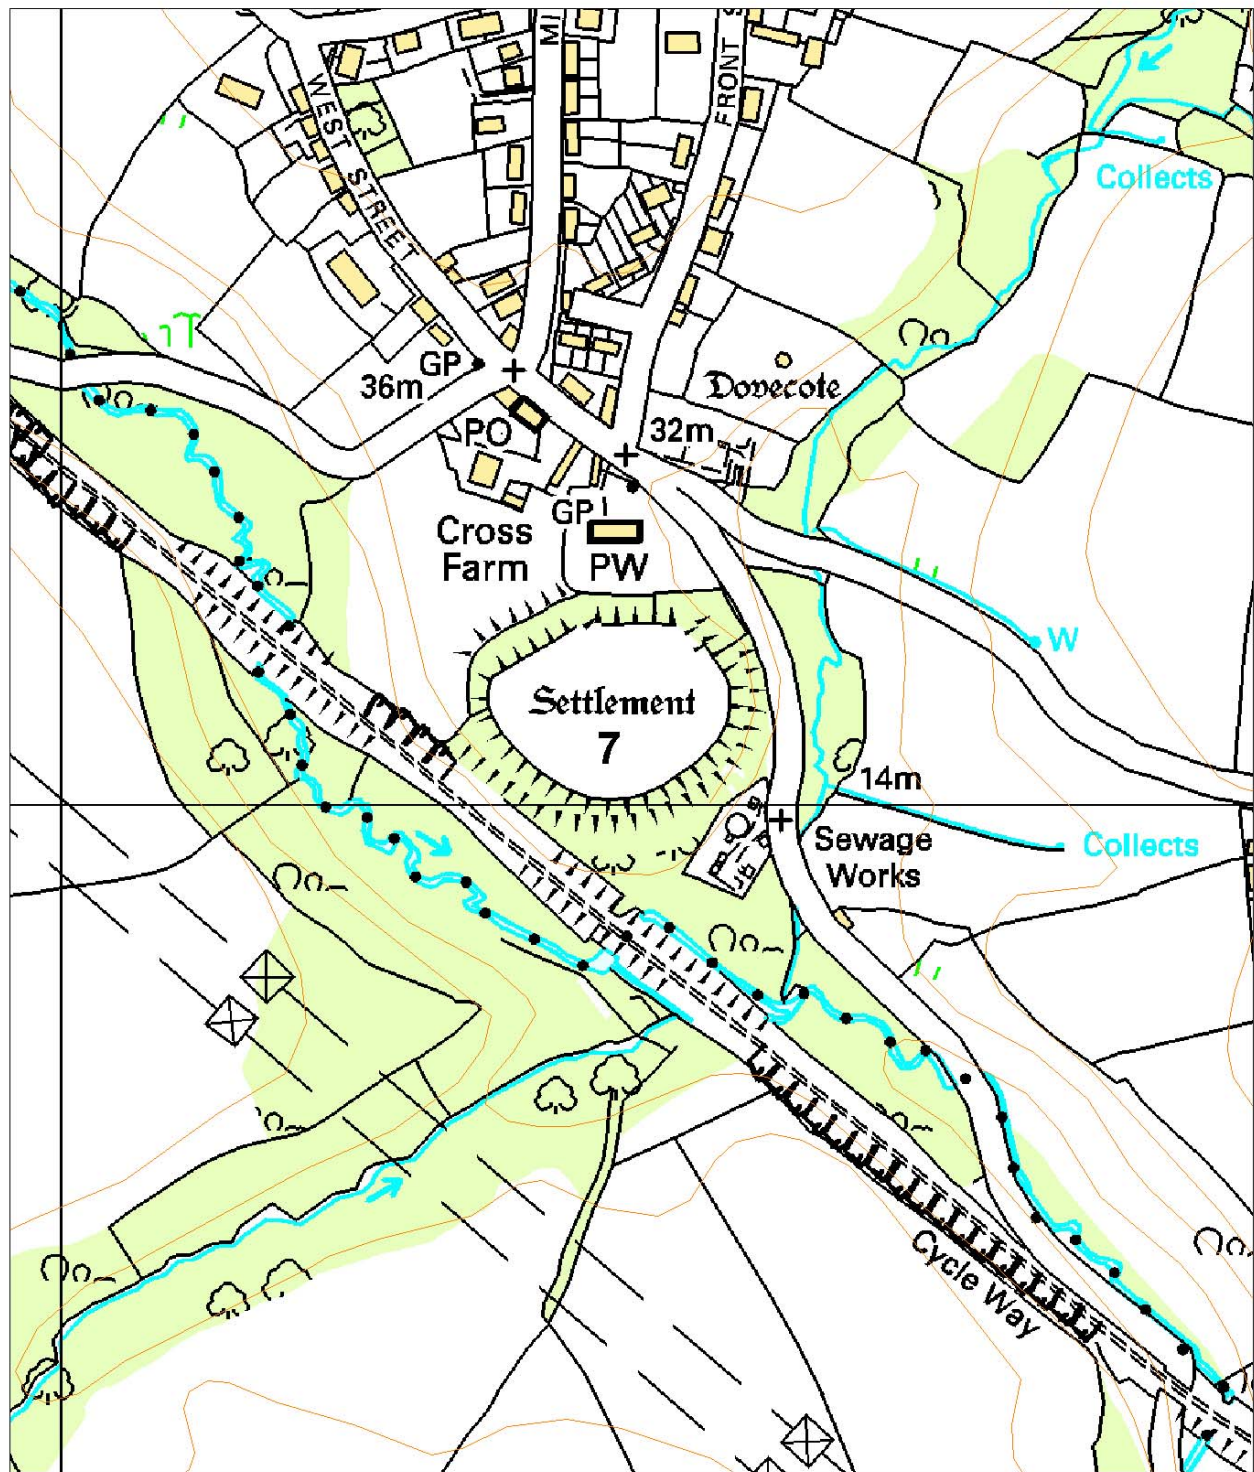 MI
FRONT S
WEST STREET
Collects
GP
36m
Dovecote
PO
32m
GP
Cross
Farm
PW
W
Settlement
7
14m
Sewage
Works
Collects
Cycle Way